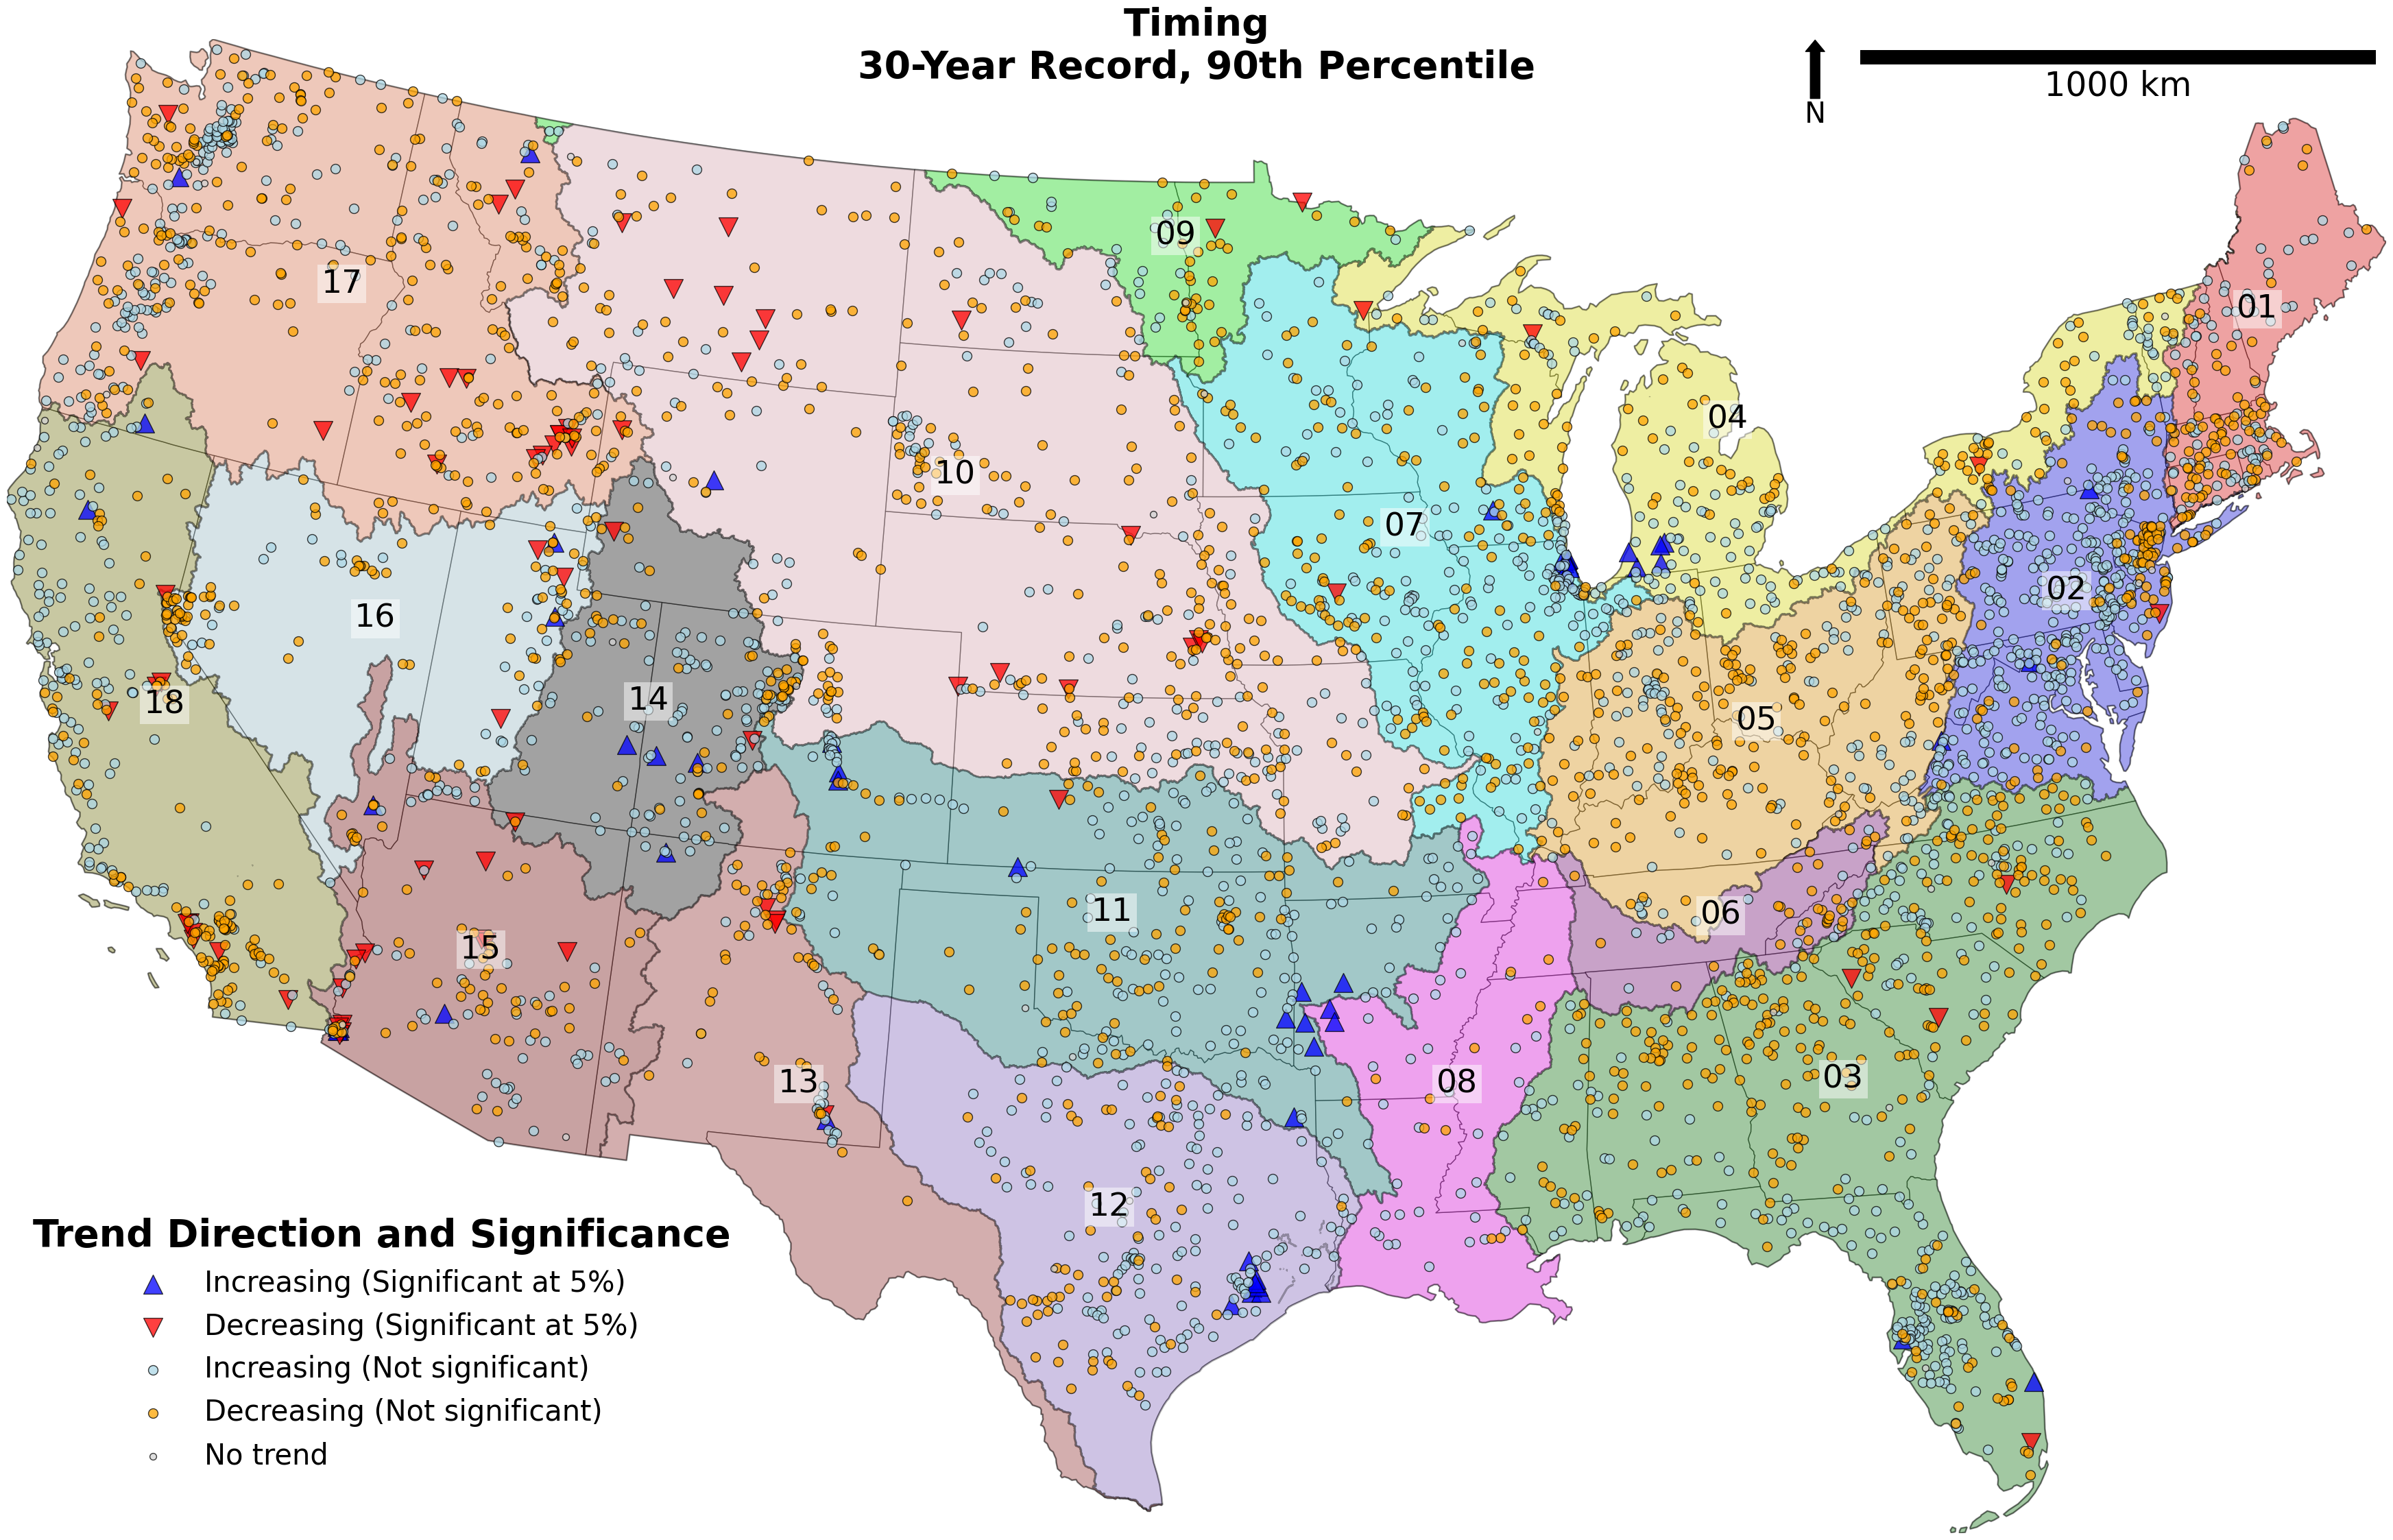 Timing
30-Year Record, 90th Percentile
1000 km
N
09
17
01
04
10
07
16
02
14
18
05
11
06
15
13
08
03
12
Trend Direction and Significance
Increasing (Significant at 5%)
Decreasing (Significant at 5%)
Increasing (Not significant)
Decreasing (Not significant)
No trend